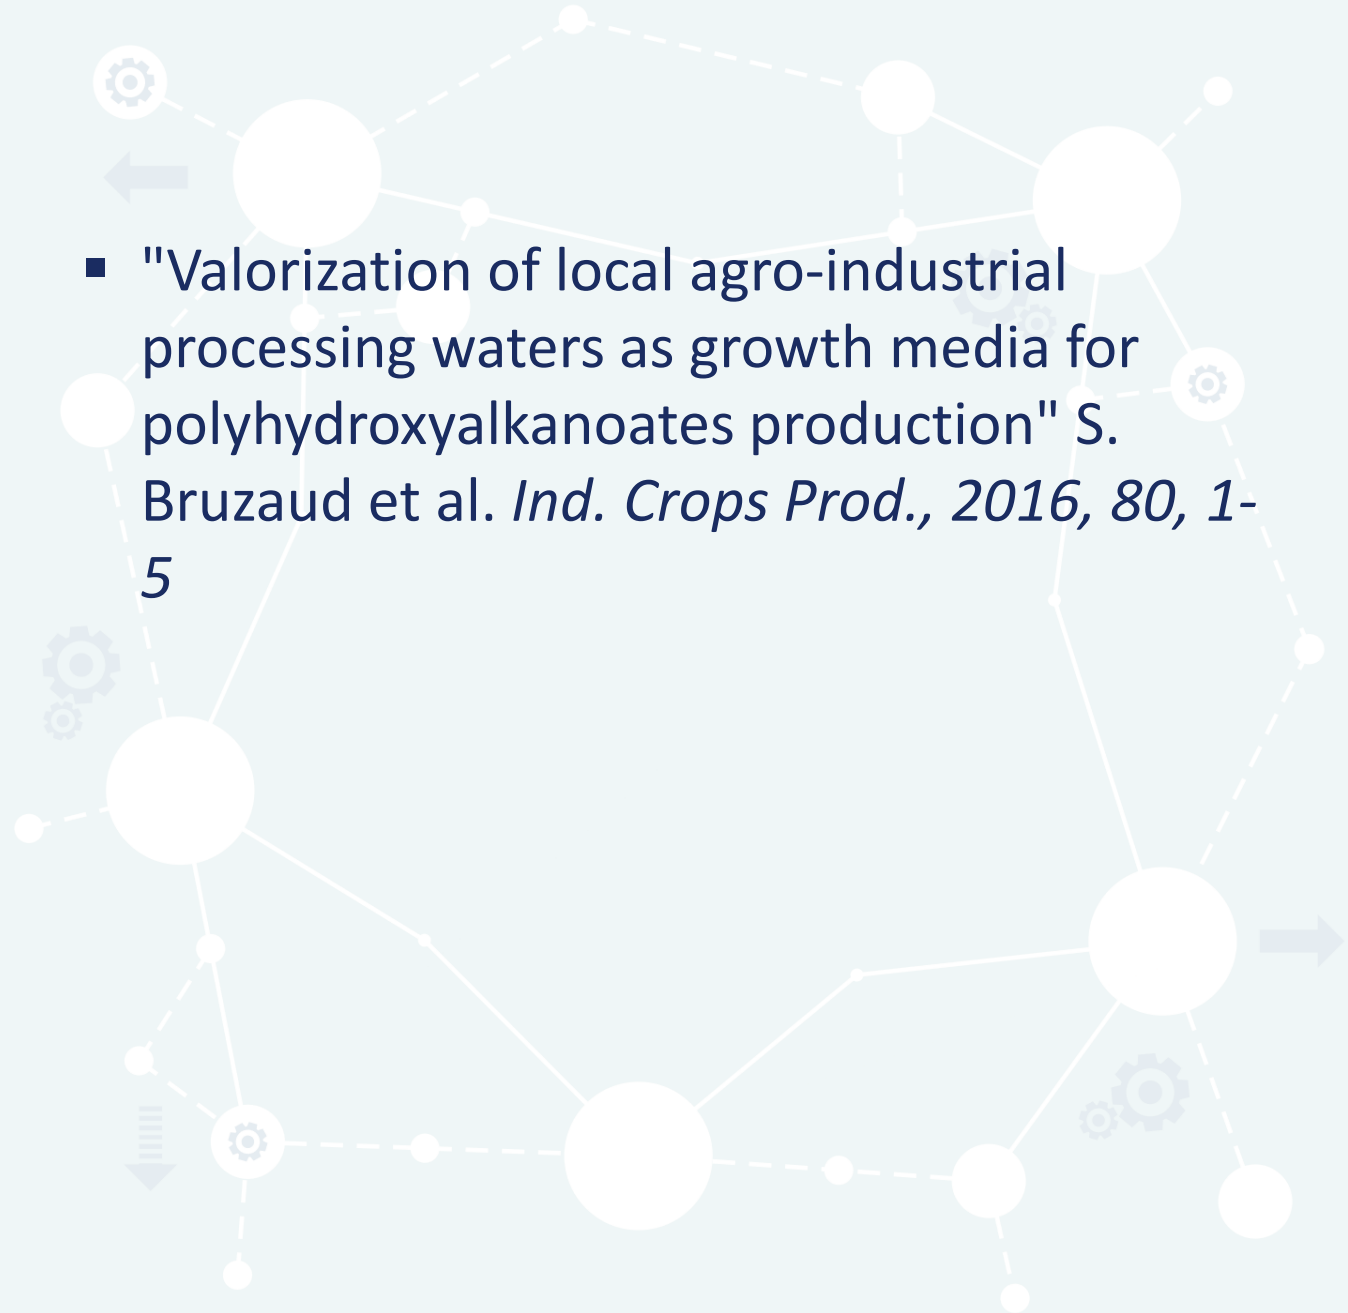 ▪ "Valorization of local agro-industrial
processing waters as growth media for
polyhydroxyalkanoates production" S.
Bruzaud et al. Ind. Crops Prod., 2016, 80, 1-
5